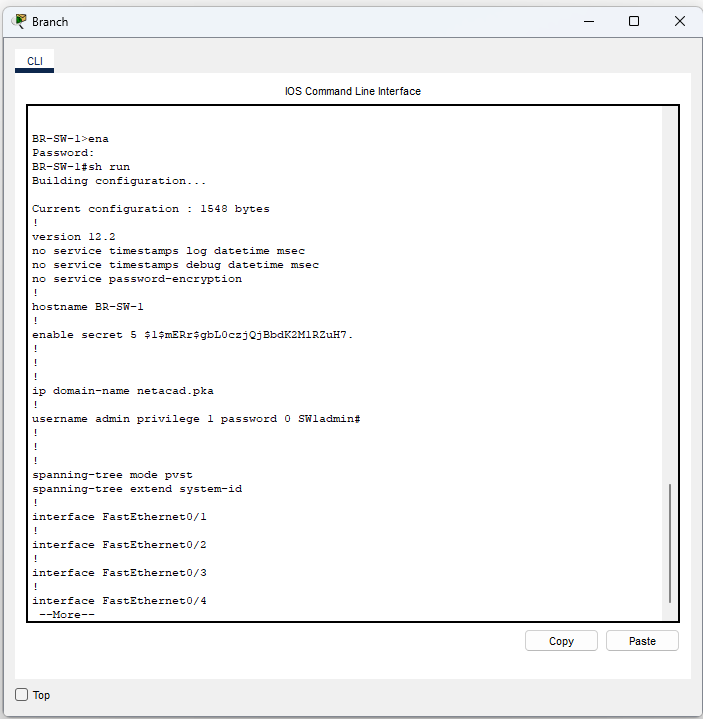 Branch
CLI
IOS Command Line Interface
BR-SW-1>ena
Password:
BR-SW-1#sh run
Building configuration...
Current configuration : 1548 bytes
!
version 12.2
no service timestamps log datetime msec
no service timestamps debug datetime msec
no service password-encryption
!
hostname BR-SW-1
!
enable secret 5 $1$mERr$gbL0czjQjBbdK2M1RZuH7.
!
!
!
ip domain-name netacad.pka
!
username admin privilege 1 password 0 SW1admin#
!
!
!
spanning-tree mode pvst
spanning-tree extend system-id
!
interface FastEthernet0/1
!
interface FastEthernet0/2
!
interface FastEthernet0/3
!
interface FastEthernet0/4
--More--
Copy
Paste
Top